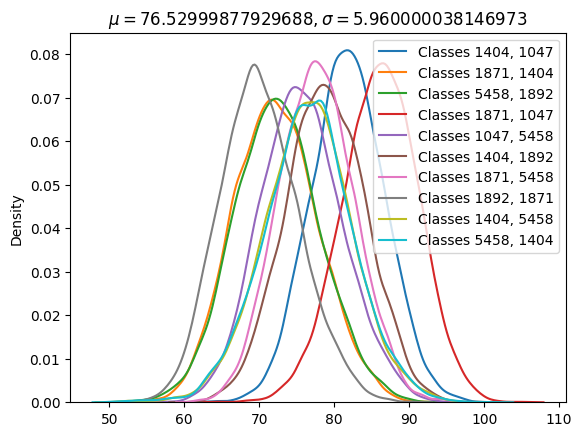 μ = 76.52999877929688, σ = 5.960000038146973
0.08
0.07
0.06
0.05
0.04
0.03
0.02
0.01
0.00
Density
Classes 1404, 1047
Classes 1871, 1404
Classes 5458, 1892
Classes 1871, 1047
Classes 1047, 5458
Classes 1404, 1892
Classes 1871, 5458
Classes 1892, 1871
Classes 1404, 5458
Classes 5458, 1404
50 60 70 80 90 100 110